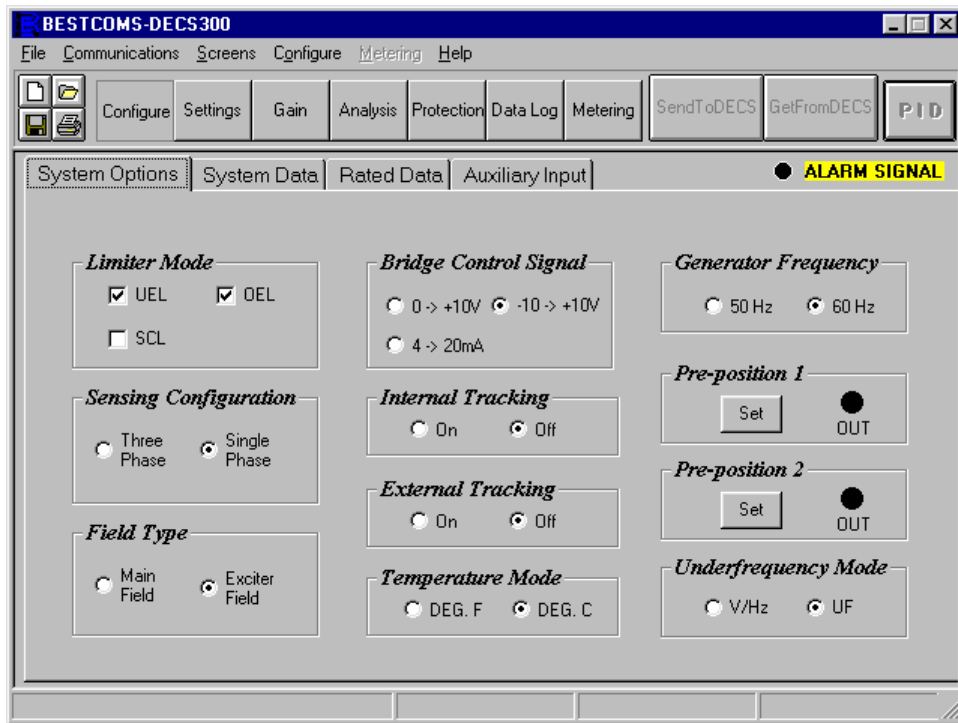 BESTCOMS-DECS300
File Communications Screens Configure Metering Help
Configure Settings Gain Analysis Protection Data Log Metering SendToDECS GetFromDECS PID
System Options System Data Rated Data Auxiliary Input ALARM SIGNAL
Limiter Mode
UEL OEL
SCL
Sensing Configuration
Three Phase
Single Phase
Field Type
Main Field
Exciter Field
Bridge Control Signal
0 -> +10V -10 -> +10V
4 -> 20mA
Internal Tracking
On Off
External Tracking
On Off
Temperature Mode
DEG. F DEG. C
Generator Frequency
50 Hz 60 Hz
Pre-position 1
Set OUT
Pre-position 2
Set OUT
Underfrequency Mode
V/Hz UF